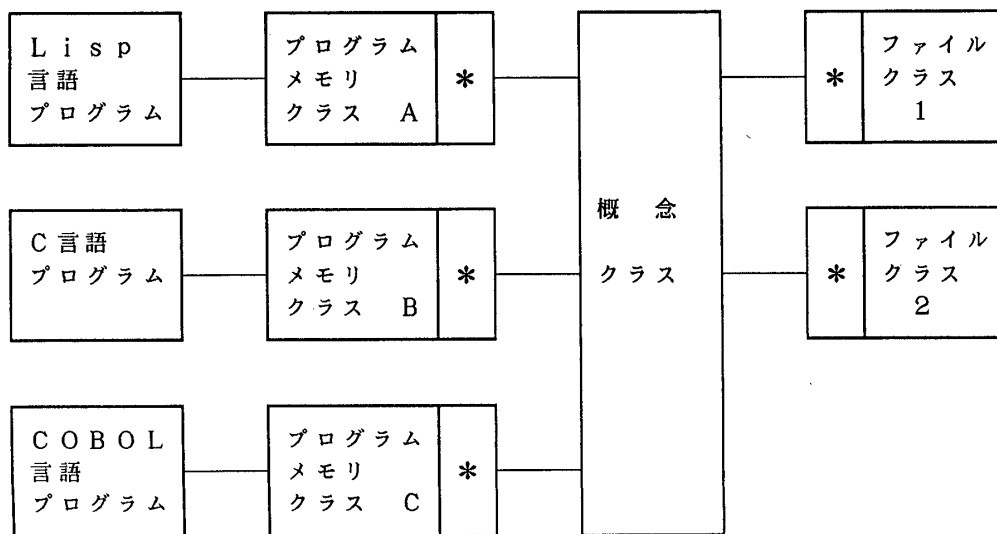 Lisp
言語
プログラム
プログラム
メモリ
クラス A
*
*
ファイル
クラス
1
C言語
プログラム
プログラム
メモリ
クラス B
*
概念
クラス
*
ファイル
クラス
2
COBOL
言語
プログラム
プログラム
メモリ
クラス C
*